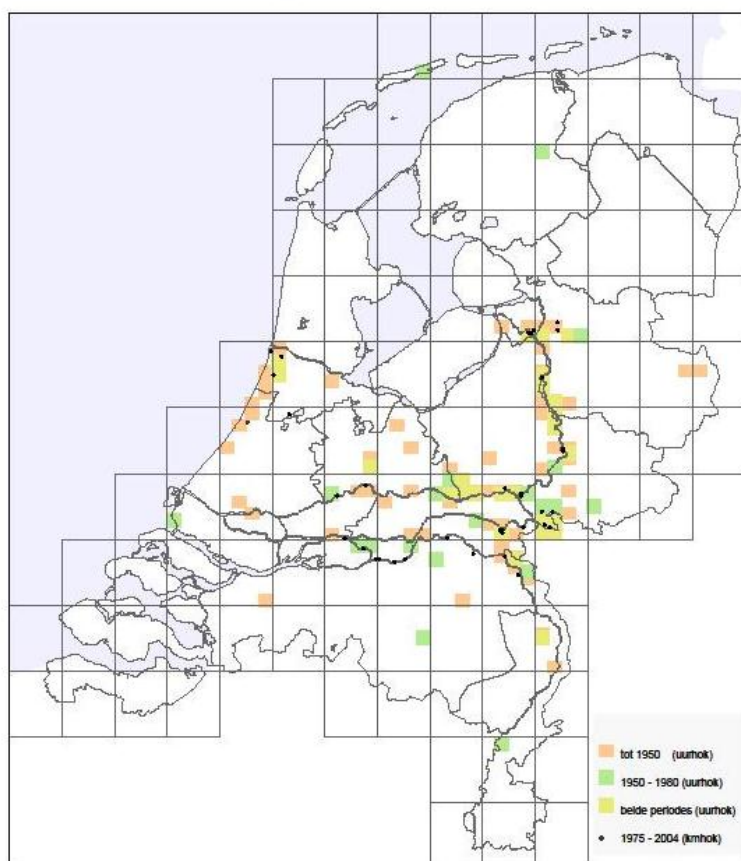 tot 1950 (uurhok)
1950 - 1980 (uurhok)
beide periodes (uurhok)
1975 - 2004 (kmhok)